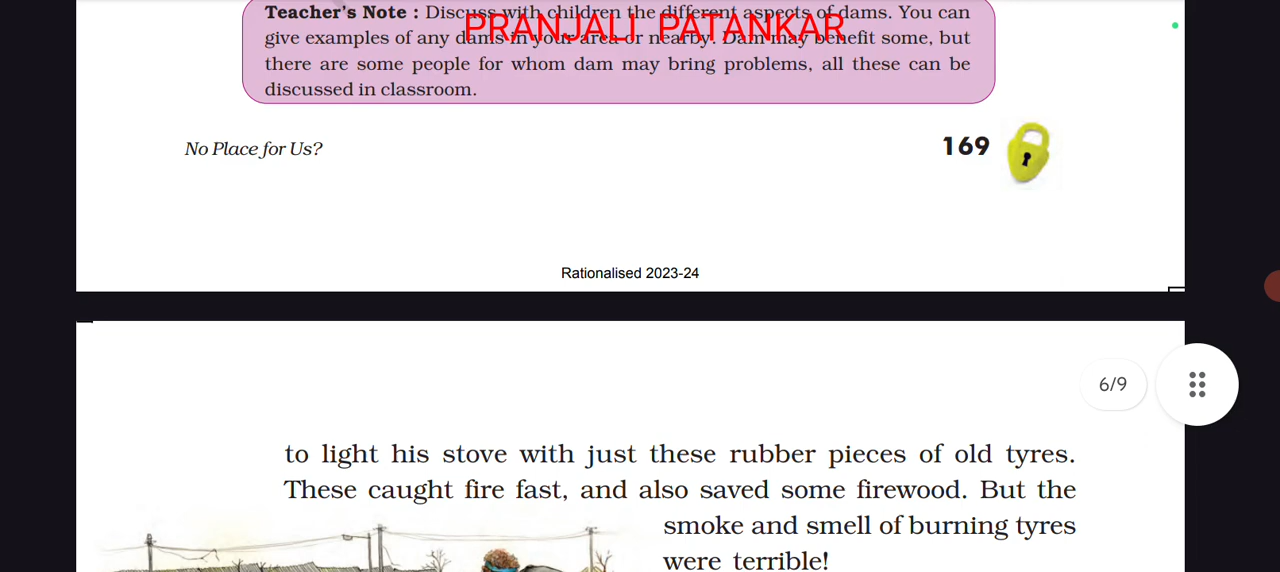 Teacher's Note : Discuss with children the different aspects of dams. You can
PRANJALI PATANKAR
give examples of any dams in your area or nearby. Dam may benefit some, but
there are some people for whom dam may bring problems, all these can be
discussed in classroom.
No Place for Us?
169
Rationalised 2023-24
6/9
to light his stove with just these rubber pieces of old tyres.
These caught fire fast, and also saved some firewood. But the
smoke and smell of burning tyres
were terrible!